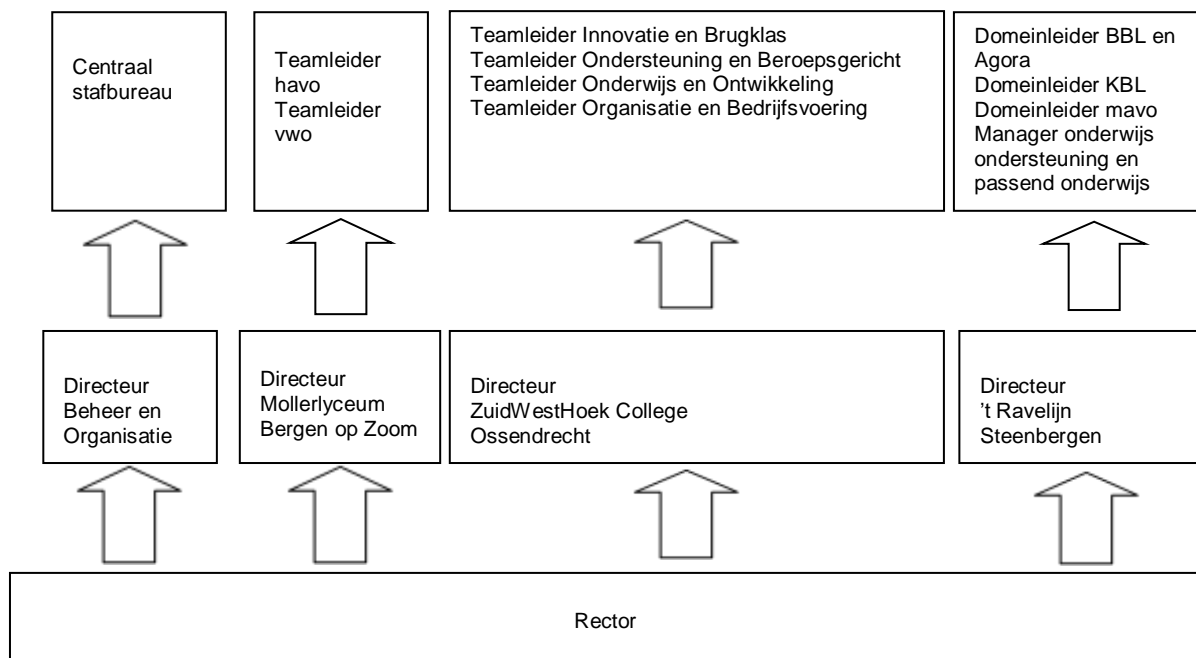 Centraal
stafbureau
Teamleider
havo
Teamleider
vwo
Teamleider Innovatie en Brugklas
Teamleider Ondersteuning en Beroepsgericht
Teamleider Onderwijs en Ontwikkeling
Teamleider Organisatie en Bedrijfsvoering
Domeinleider BBL en
Agora
Domeinleider KBL
Domeinleider mavo
Manager onderwijs
ondersteuning en
passend onderwijs
Directeur
Beheer en
Organisatie
Directeur
Mollerlyceum
Bergen op Zoom
Directeur
ZuidWestHoek College
Ossendrecht
Directeur
’t Ravelijn
Steenbergen
Rector